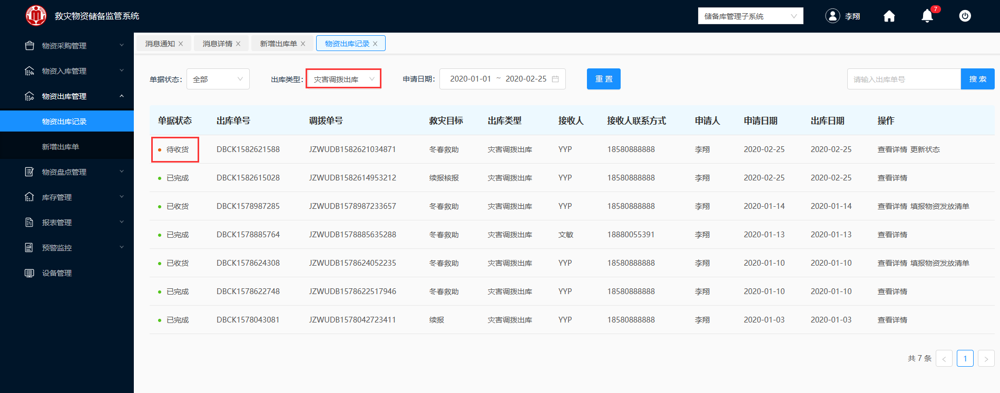 救灾物资储备监管系统
储备库管理子系统
李翔
7
物资采购管理
物资入库管理
物资出库管理
物资出库记录
新增出库单
物资盘点管理
库存管理
报表管理
预警监控
设备管理
消息通知 消息详情 新增出库单 物资出库记录
单据状态: 全部 出库类型: 灾害调拨出库 申请日期: 2020-01-01 ~ 2020-02-25 重 置 请输入出库单号 搜 索
单据状态 出库单号 调拨单号 救灾目标 出库类型 接收人 接收人联系方式 申请人 申请日期 出库日期 操作
待收货 DBCK1582621588 JZWUDB1582621034871 冬春救助 灾害调拨出库 YYP 18580888888 李翔 2020-02-25 2020-02-25 查看详情 更新状态
已完成 DBCK1582615028 JZWUDB1582614953212 续报核报 灾害调拨出库 YYP 18580888888 李翔 2020-02-25 2020-02-25 查看详情
已收货 DBCK1578987285 JZWUDB1578987233657 冬春救助 灾害调拨出库 YYP 18580888888 李翔 2020-01-14 2020-01-14 查看详情 填报物资发放清单
已完成 DBCK1578885764 JZWUDB1578885635288 冬春救助 灾害调拨出库 文敏 18880055391 李翔 2020-01-13 2020-01-13 查看详情
已收货 DBCK1578624308 JZWUDB1578624052235 冬春救助 灾害调拨出库 YYP 18580888888 李翔 2020-01-10 2020-01-10 查看详情 填报物资发放清单
已完成 DBCK1578622748 JZWUDB1578622517946 冬春救助 灾害调拨出库 YYP 18580888888 李翔 2020-01-10 2020-01-10 查看详情
已完成 DBCK1578043081 JZWUDB1578042723411 续报 灾害调拨出库 YYP 18580888888 李翔 2020-01-03 2020-01-03 查看详情
共 7 条 < 1 >